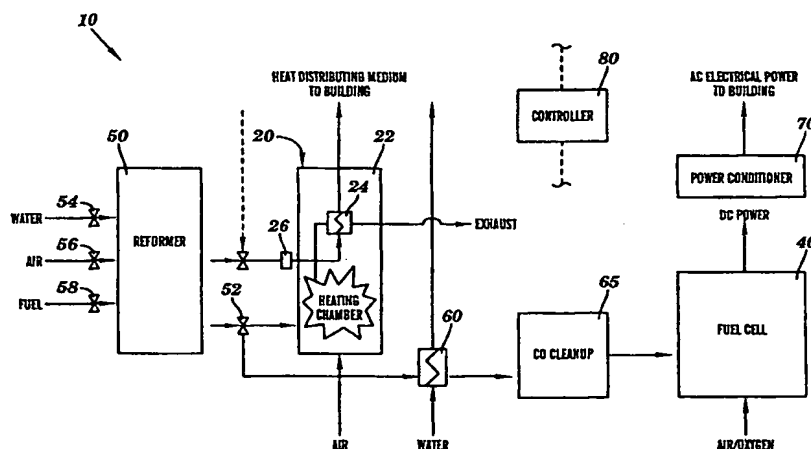 10
HEAT DISTRIBUTING MEDIUM
TO BUILDING
80
CONTROLLER
AC ELECTRICAL POWER
TO BUILDING
70
POWER CONDITIONER
DC POWER
50
20
22
24
EXHAUST
54
WATER
REFORMER
26
56
AIR
58
FUEL
52
HEATING
CHAMBER
60
65
CO CLEANUP
40
FUEL CELL
AIR
WATER
AIR/OXYGEN